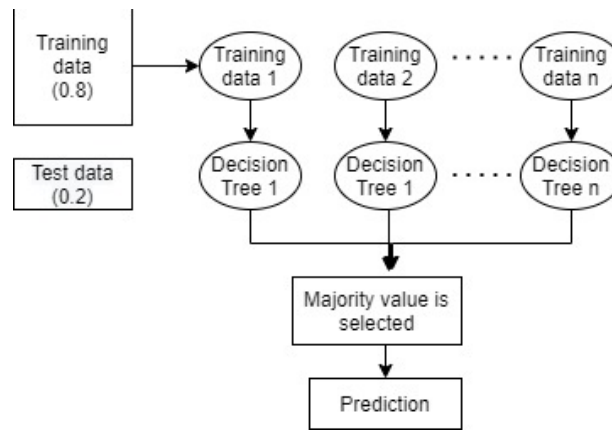 Training
data
(0.8)
Training
data 1
Training
data 2
Training
data n
Test data
(0.2)
Decision
Tree 1
Decision
Tree 1
Decision
Tree n
Majority value is
selected
Prediction